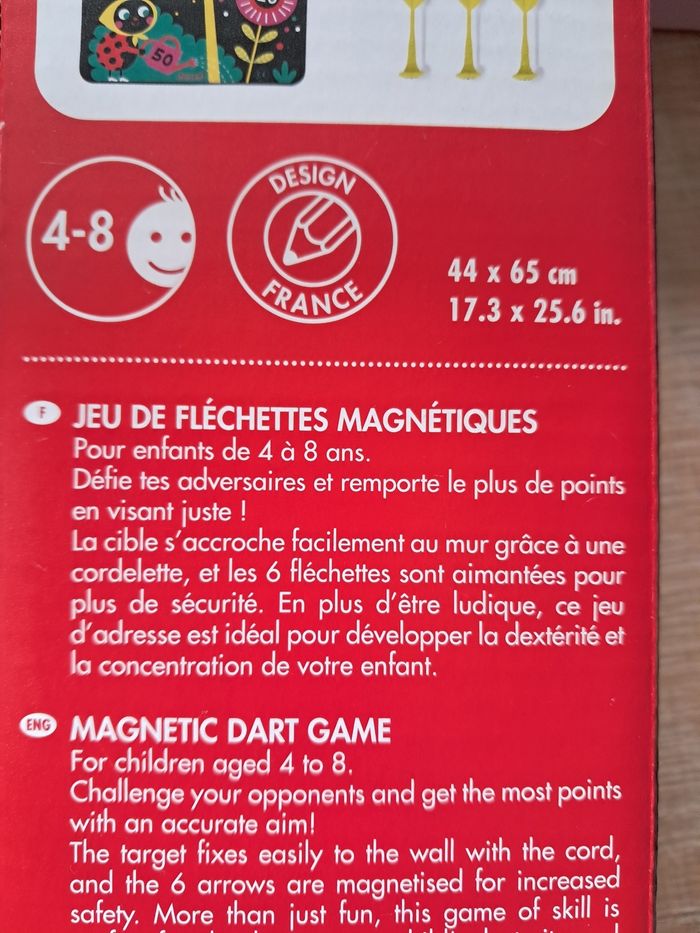 50
4-8
DESIGN
FRANCE
44 x 65 cm
17.3 x 25.6 in.
F JEU DE FLÉCHETTES MAGNÉTIQUES
Pour enfants de 4 à 8 ans.
Défie tes adversaires et remporte le plus de points
en visant juste !
La cible s'accroche facilement au mur grâce à une
cordelette, et les 6 fléchettes sont aimantées pour
plus de sécurité. En plus d'être ludique, ce jeu
d'adresse est idéal pour développer la dextérité et
la concentration de votre enfant.
ENG MAGNETIC DART GAME
For children aged 4 to 8.
Challenge your opponents and get the most points
with an accurate aim!
The target fixes easily to the wall with the cord,
and the 6 arrows are magnetised for increased
safety. More than just fun, this game of skill is